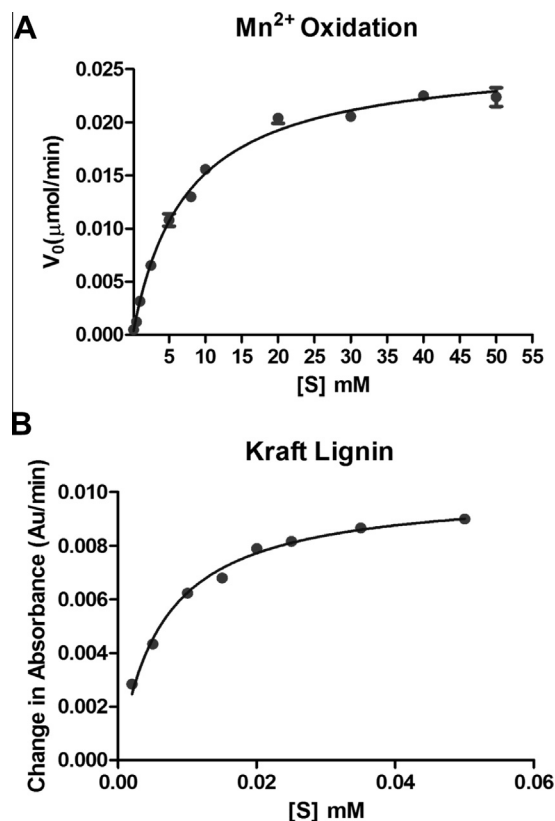 A
Mn²⁺ Oxidation
V₀(μmol/min)
0.025
0.020
0.015
0.010
0.005
0.000
5 10 15 20 25 30 35 40 45 50 55
[S] mM
B
Kraft Lignin
Change in Absorbance (Au/min)
0.010
0.008
0.006
0.004
0.002
0.000
0.00 0.02 0.04 0.06
[S] mM